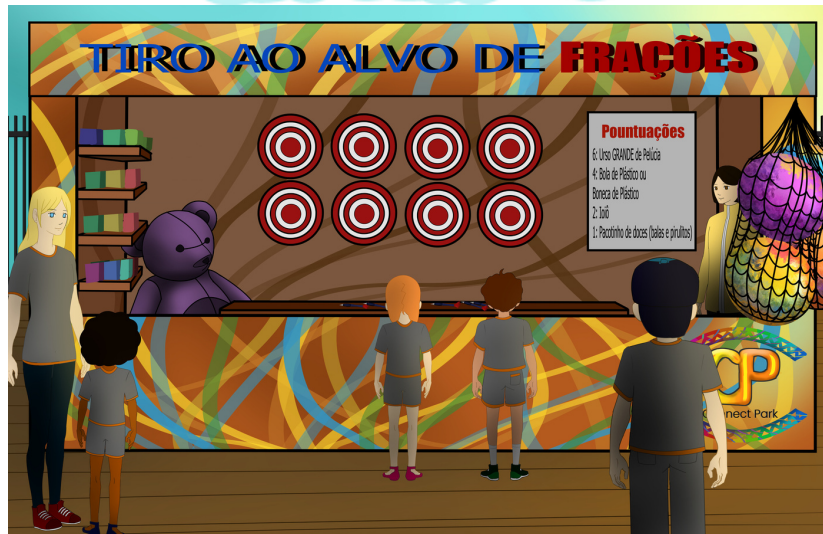 TIRO AO ALVO DE FRAÇÕES
Pountuações
6: Urso GRANDE de Pelúcia
4: Bola de Plástico ou
Boneca de Plástico
2: Ioiô
1: Pacotinho de doces (balas e pirulitos)
CP
nnect Park